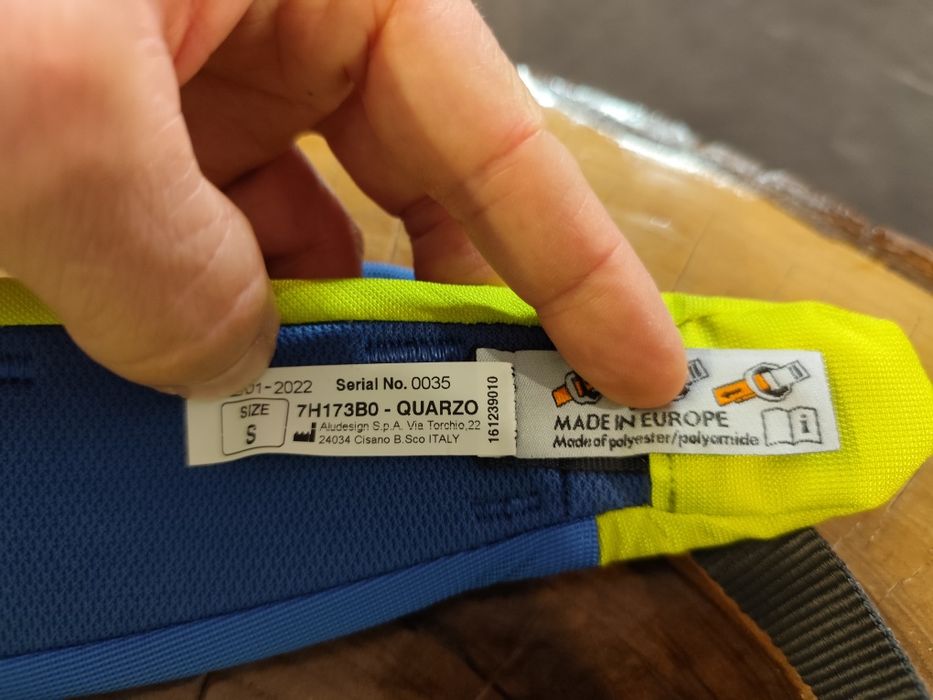 01-2022 Serial No. 0035
SIZE
S
7H173B0 - QUARZO
Aludesign S.p.A. Via Torchio,22
24034 Cisano B.Sco ITALY
161239010
MADE IN EUROPE
Made of polyester/polyamide
i